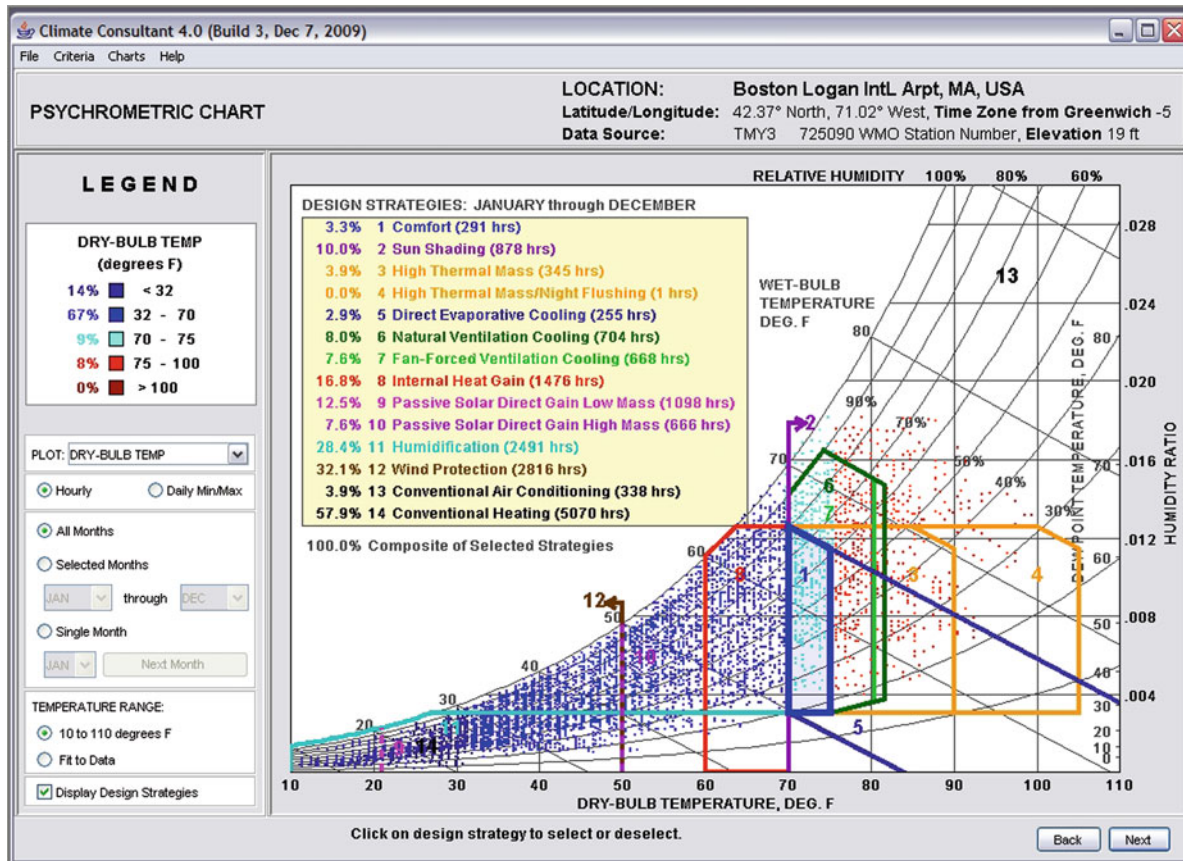 Climate Consultant 4.0 (Build 3, Dec 7, 2009)
File Criteria Charts Help
PSYCHROMETRIC CHART
LOCATION: Boston Logan IntL Arpt, MA, USA
Latitude/Longitude: 42.37° North, 71.02° West, Time Zone from Greenwich -5
Data Source: TMY3 725090 WMO Station Number, Elevation 19 ft
LEGEND
DRY-BULB TEMP
(degrees F)
14% < 32
67% 32 - 70
9% 70 - 75
8% 75 - 100
0% > 100
PLOT: DRY-BULB TEMP
Hourly Daily Min/Max
All Months
Selected Months
JAN through DEC
Single Month
JAN Next Month
TEMPERATURE RANGE:
10 to 110 degrees F
Fit to Data
Display Design Strategies
RELATIVE HUMIDITY 100% 80% 60%
DESIGN STRATEGIES: JANUARY through DECEMBER
3.3% 1 Comfort (291 hrs)
10.0% 2 Sun Shading (878 hrs)
3.9% 3 High Thermal Mass (345 hrs)
0.0% 4 High Thermal Mass/Night Flushing (1 hrs)
2.9% 5 Direct Evaporative Cooling (255 hrs)
8.0% 6 Natural Ventilation Cooling (704 hrs)
7.6% 7 Fan-Forced Ventilation Cooling (668 hrs)
16.8% 8 Internal Heat Gain (1476 hrs)
12.5% 9 Passive Solar Direct Gain Low Mass (1098 hrs)
7.6% 10 Passive Solar Direct Gain High Mass (666 hrs)
28.4% 11 Humidification (2491 hrs)
32.1% 12 Wind Protection (2816 hrs)
3.9% 13 Conventional Air Conditioning (338 hrs)
57.9% 14 Conventional Heating (5070 hrs)
100.0% Composite of Selected Strategies
WET-BULB
TEMPERATURE
DEG. F
13
80
90%
70%
50%
40%
30%
2
70
6
7
60
8
1
3
4
12
50
40
30
20
14
5
DEW POINT TEMPERATURE, DEG. F
80
70
60
50
40
30
20
10
0
.028
.024
.020
.016
.012
.008
.004
HUMIDITY RATIO
10 20 30 40 50 60 70 80 90 100 110
DRY-BULB TEMPERATURE, DEG. F
Click on design strategy to select or deselect.
Back Next